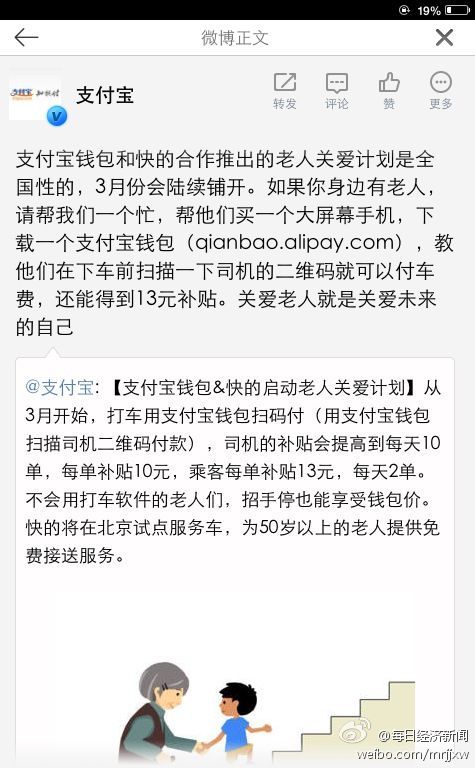 19%
微博正文
支付宝
转发
评论
赞
更多
支付宝钱包和快的合作推出的老人关爱计划是全
国性的，3月份会陆续铺开。如果你身边有老人，
请帮我们一个忙，帮他们买一个大屏幕手机，下
载一个支付宝钱包（qianbao.alipay.com），教
他们在下车前扫描一下司机的二维码就可以付车
费，还能得到13元补贴。关爱老人就是关爱未来
的自己
@支付宝:【支付宝钱包&快的启动老人关爱计划】从
3月开始，打车用支付宝钱包扫码付（用支付宝钱包
扫描司机二维码付款），司机的补贴会提高到每天10
单，每单补贴10元，乘客每单补贴13元，每天2单。
不会用打车软件的老人们，招手停也能享受钱包价。
快的将在北京试点服务车，为50岁以上的老人提供免
费接送服务。
@每日经济新闻
weibo.com/mrjjxw